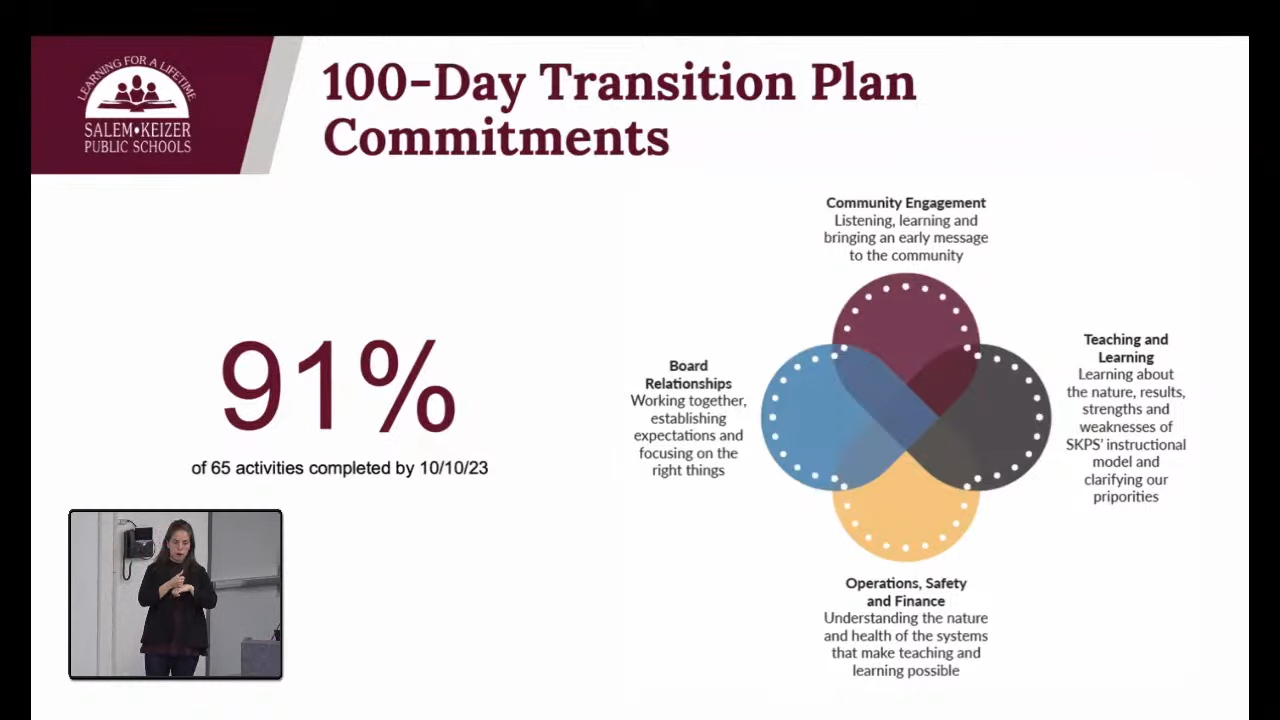 LEARNING FOR A LIFETIME
SALEM•KEIZER
PUBLIC SCHOOLS
100-Day Transition Plan
Commitments
91%
of 65 activities completed by 10/10/23
Community Engagement
Listening, learning and
bringing an early message
to the community
Board
Relationships
Working together,
establishing
expectations and
focusing on the
right things
Teaching and
Learning
Learning about
the nature, results,
strengths and
weaknesses of
SKPS' instructional
model and
clarifying our
priporities
Operations, Safety
and Finance
Understanding the nature
and health of the systems
that make teaching and
learning possible